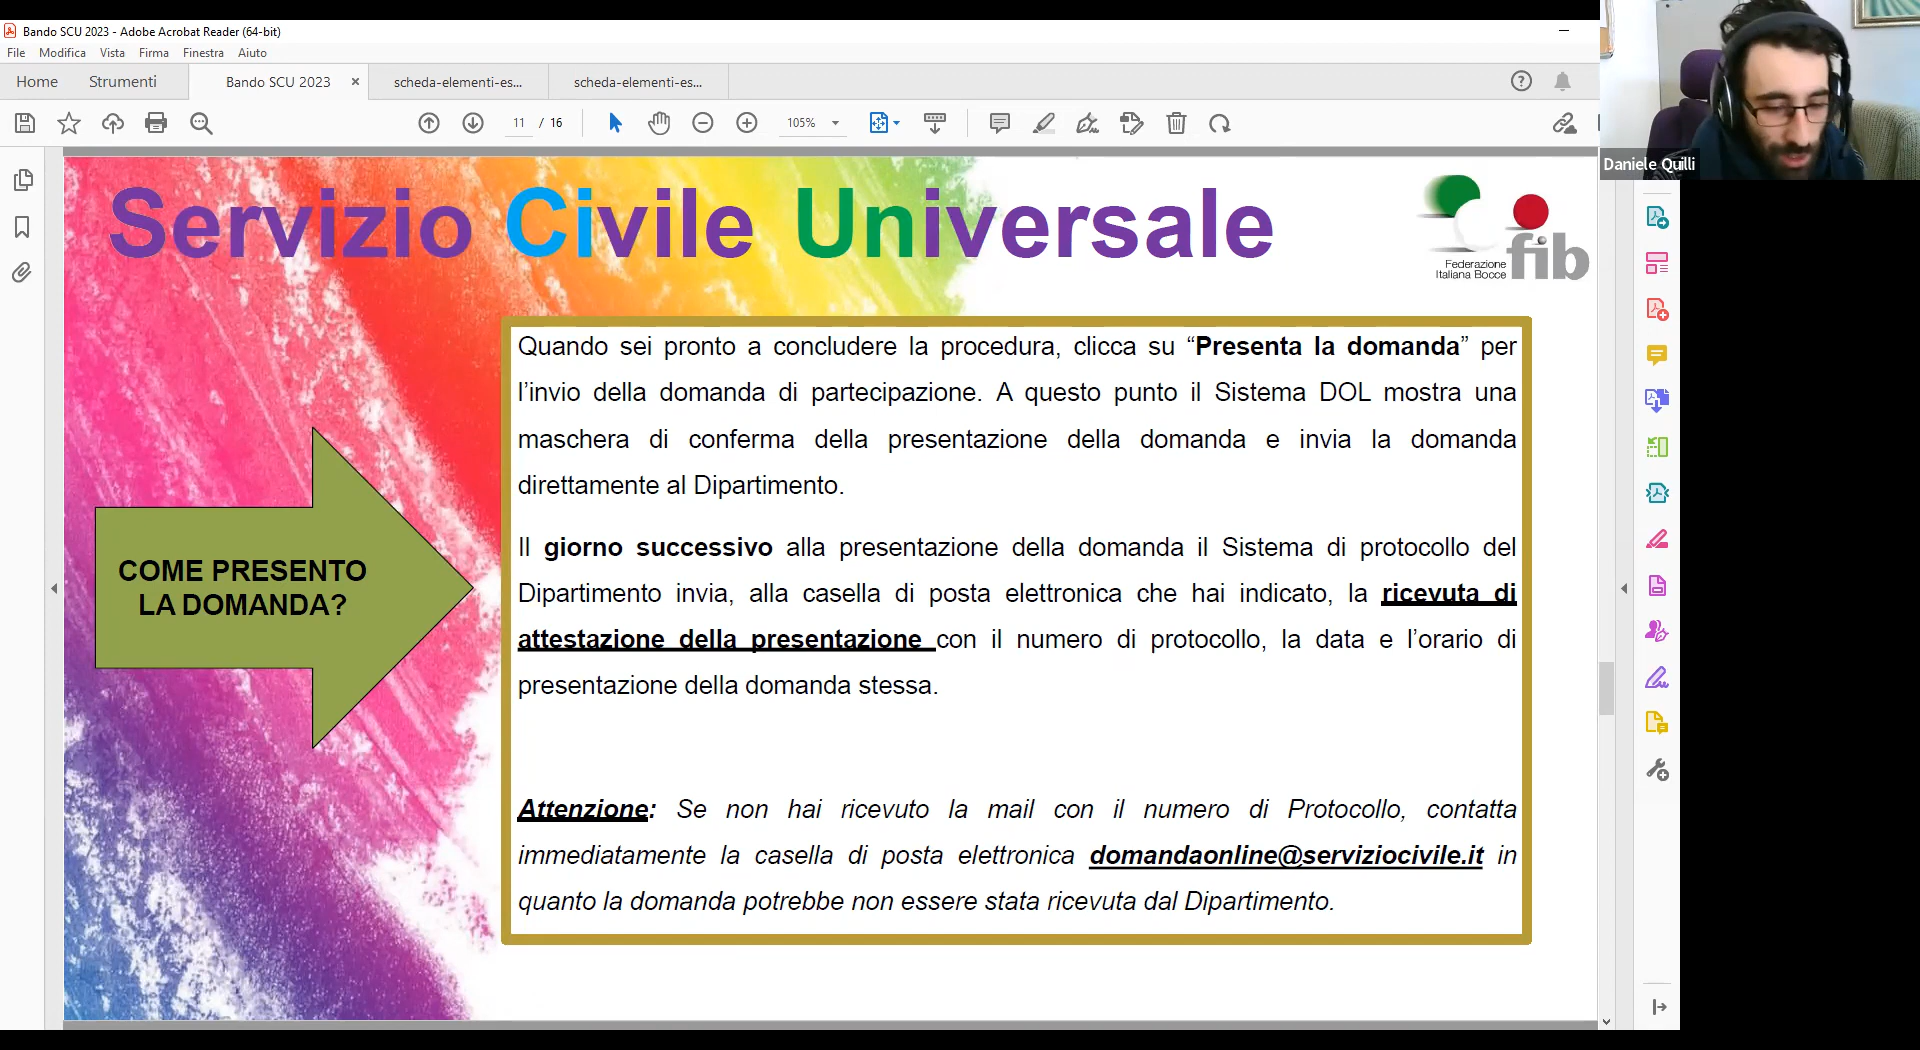 Bando SCU 2023 - Adobe Acrobat Reader (64-bit)
File Modifica Vista Firma Finestra Aiuto
Home Strumenti Bando SCU 2023 × scheda-elementi-es... scheda-elementi-es...
11 / 16 105%
Daniele Quilli
Servizio Civile Universale
fib
Federazione
Italiana Bocce
COME PRESENTO
LA DOMANDA?
Quando sei pronto a concludere la procedura, clicca su “Presenta la domanda” per
l’invio della domanda di partecipazione. A questo punto il Sistema DOL mostra una
maschera di conferma della presentazione della domanda e invia la domanda
direttamente al Dipartimento.
Il giorno successivo alla presentazione della domanda il Sistema di protocollo del
Dipartimento invia, alla casella di posta elettronica che hai indicato, la ricevuta di
attestazione della presentazione con il numero di protocollo, la data e l’orario di
presentazione della domanda stessa.
Attenzione: Se non hai ricevuto la mail con il numero di Protocollo, contatta
immediatamente la casella di posta elettronica domandaonline@serviziocivile.it in
quanto la domanda potrebbe non essere stata ricevuta dal Dipartimento.